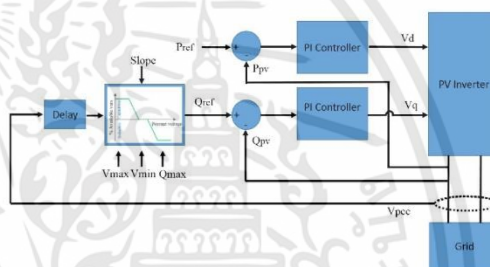 Pref
+
-
PI Controller
Vd
Ppv
PV Inverter
Slope
Delay
Qref
+
-
PI Controller
Vq
Qpv
Vmax Vmin Qmax
Vpcc
Grid